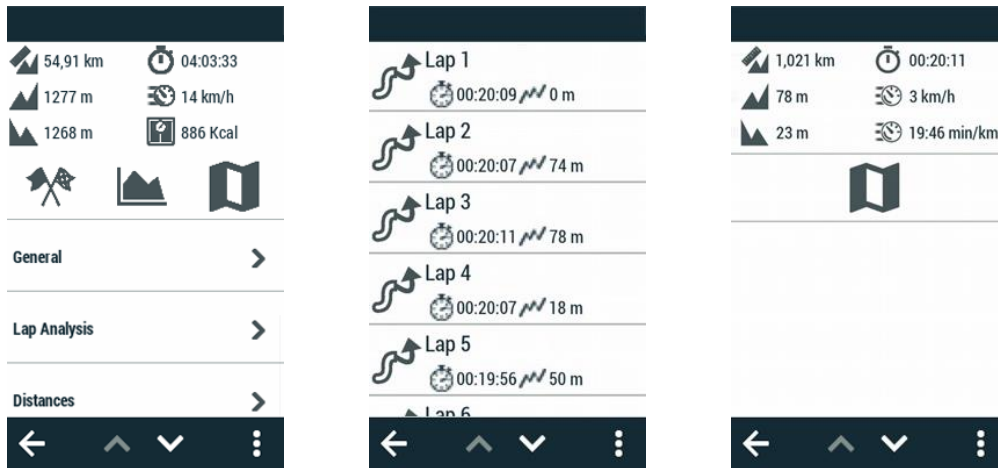 54,91 km 04:03:33
1277 m 14 km/h
1268 m 886 Kcal
General
Lap Analysis
Distances
Lap 1
00:20:09 0 m
Lap 2
00:20:07 74 m
Lap 3
00:20:11 78 m
Lap 4
00:20:07 18 m
Lap 5
00:19:56 50 m
Lap 6
1,021 km 00:20:11
78 m 3 km/h
23 m 19:46 min/km